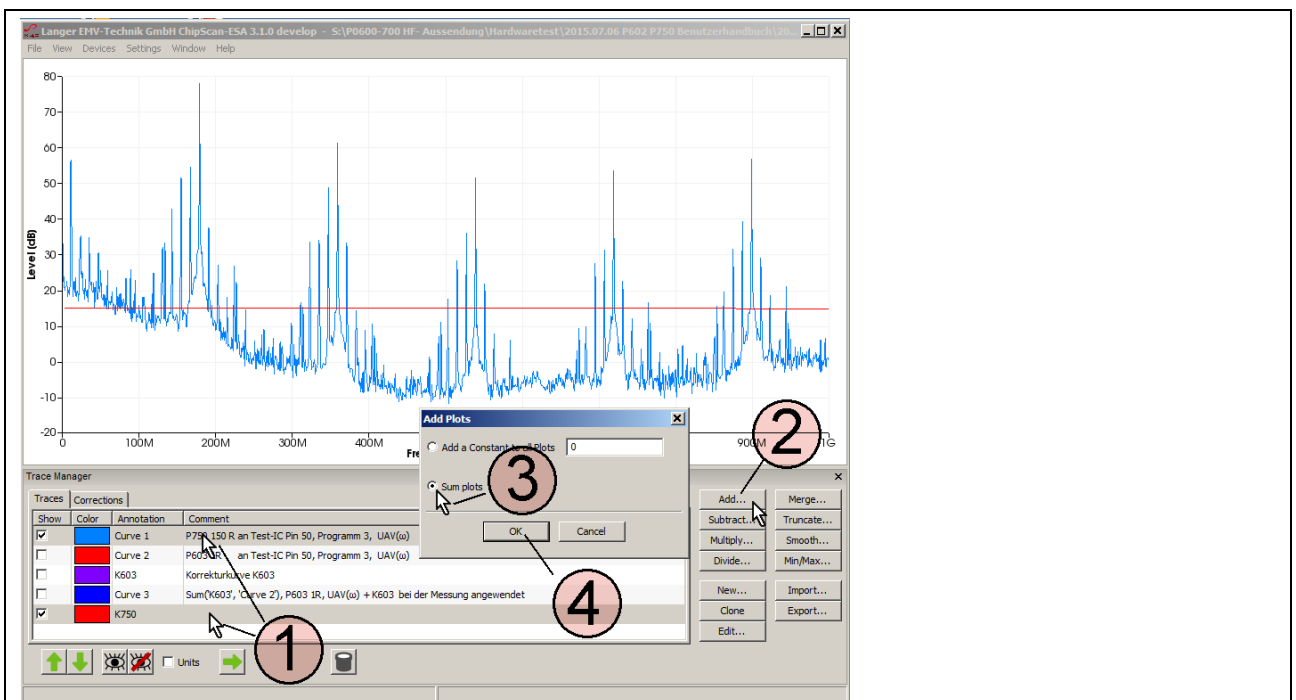 Langer EMV-Technik GmbH ChipScan-ESA 3.1.0 develop - S:\P0600-700 HF- Aussendung\Hardwaretest\2015.07.06 P602 P750 Benutzerhandbuch\20...
File View Devices Settings Window Help
80
70
60
50
40
30
20
10
0
-10
-20
Level (dB)
0 100M 200M 300M 400M 900M 1G
Fre
Add Plots
Add a Constant to all Plots 0
Sum plots
OK Cancel
1
2
3
4
Trace Manager
Traces Corrections
Show Color Annotation Comment
Curve 1 P750 150 R an Test-IC Pin 50, Programm 3, UAV(ω)
Curve 2 P603 1R an Test-IC Pin 50, Programm 3, UAV(ω)
K603 Korrekturkurve K603
Curve 3 Sum('K603', 'Curve 2'), P603 1R, UAV(ω) + K603 bei der Messung angewendet
K750
Add... Merge...
Subtract... Truncate...
Multiply... Smooth...
Divide... Min/Max...
New... Import...
Clone Export...
Edit...
Units